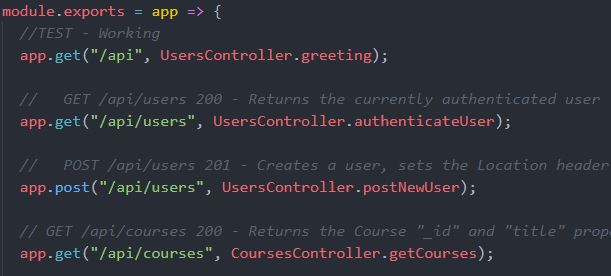 module.exports = app => {
//TEST - Working
app.get("/api", UsersController.greeting);
//   GET /api/users 200 - Returns the currently authenticated user
app.get("/api/users", UsersController.authenticateUser);
//   POST /api/users 201 - Creates a user, sets the Location header
app.post("/api/users", UsersController.postNewUser);
// GET /api/courses 200 - Returns the Course "_id" and "title" prop
app.get("/api/courses", CoursesController.getCourses);